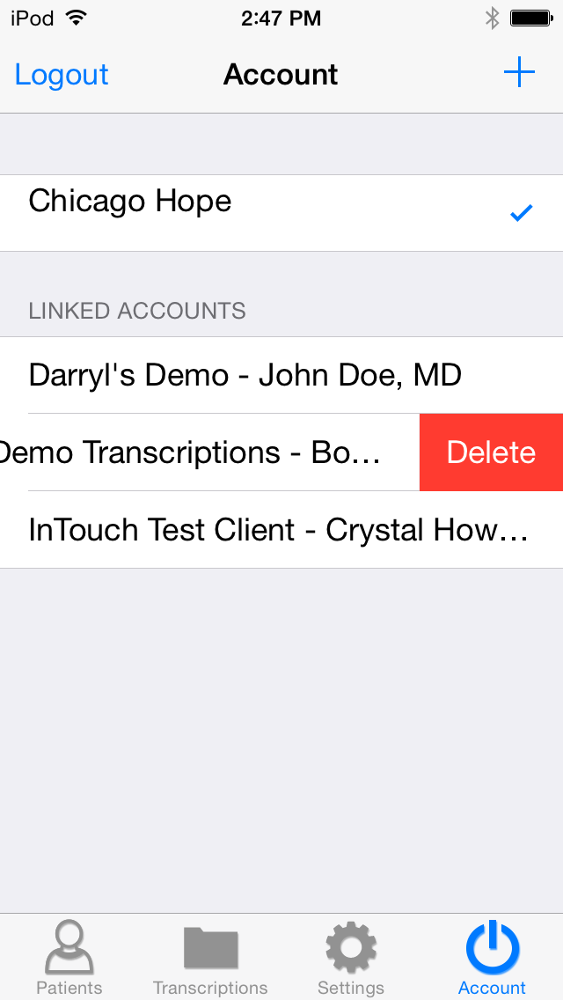 iPod 2:47 PM
Logout Account
Chicago Hope
LINKED ACCOUNTS
Darryl's Demo - John Doe, MD
Demo Transcriptions - Bo... Delete
InTouch Test Client - Crystal How...
Patients Transcriptions Settings Account